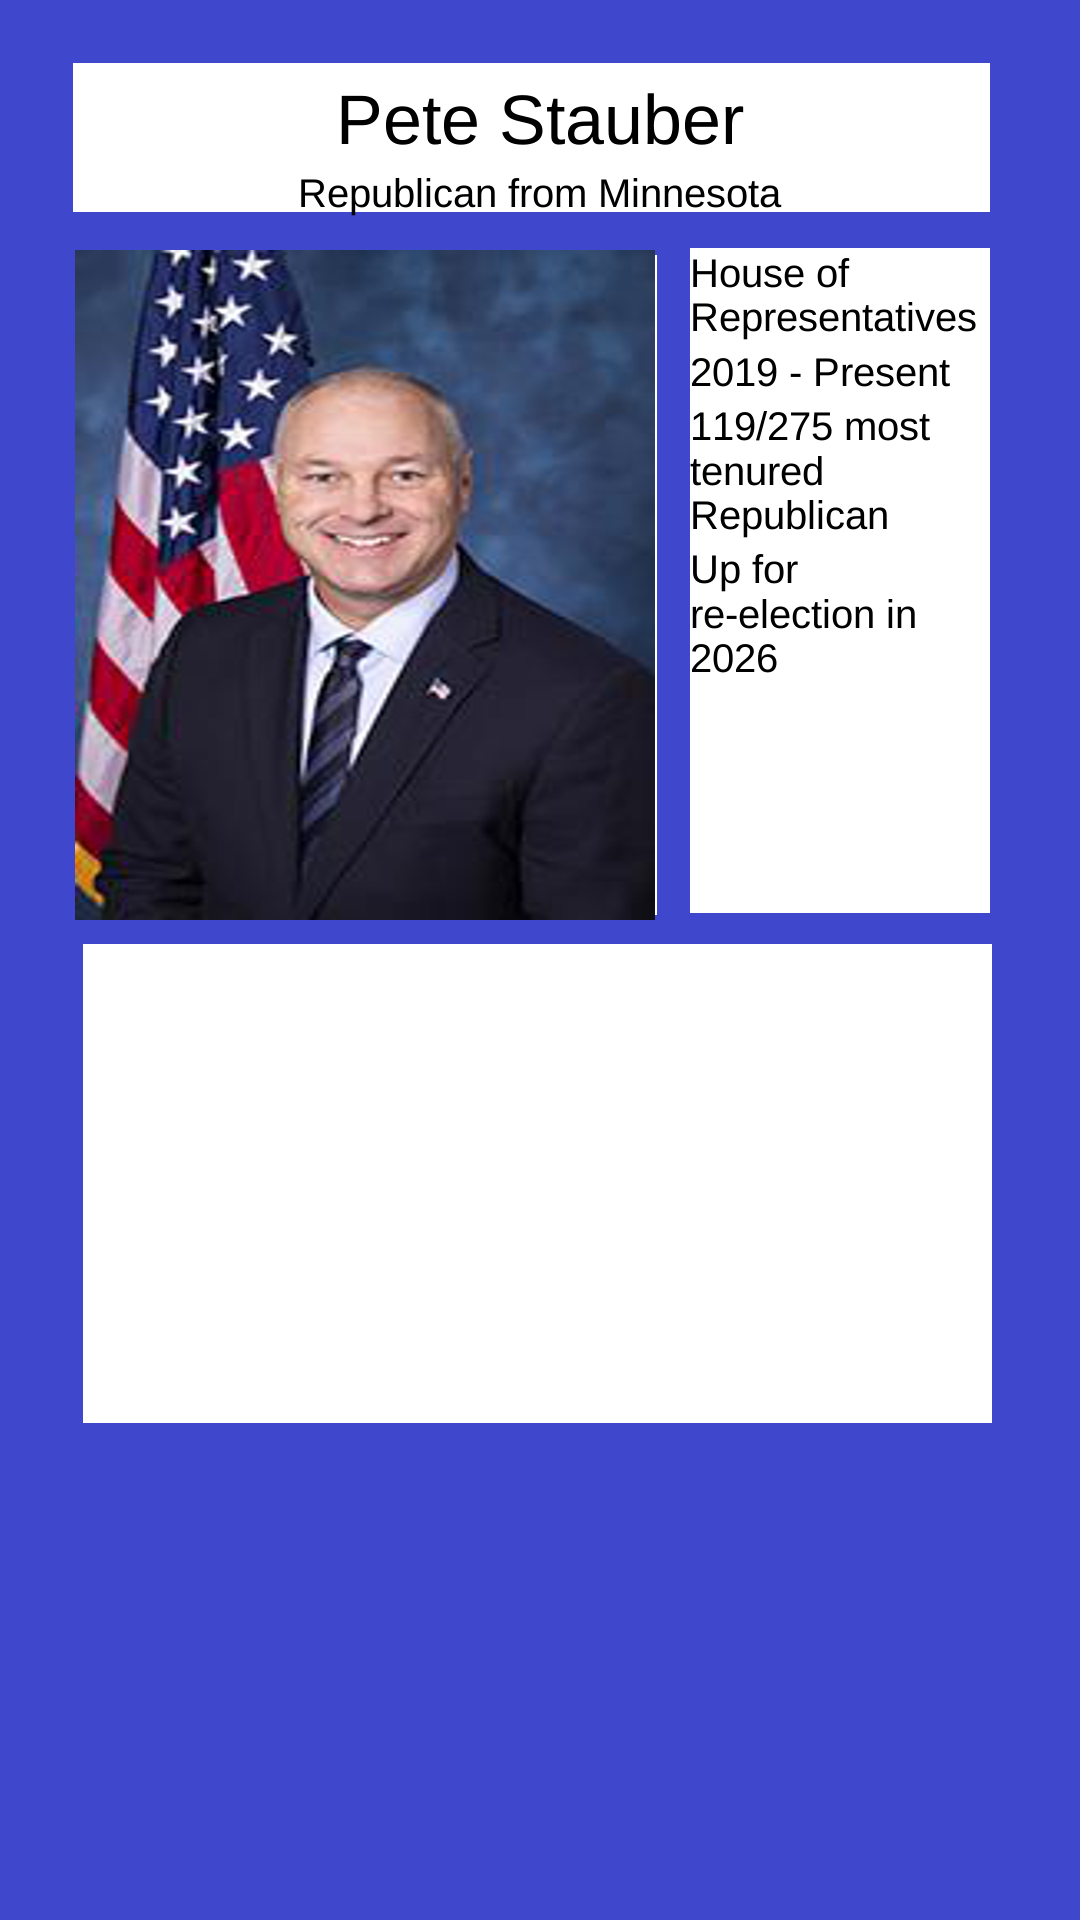 Pete Stauber
Republican from Minnesota
House of
Representatives
2019 - Present
119/275 most
tenured
Republican
Up for
re-election in
2026